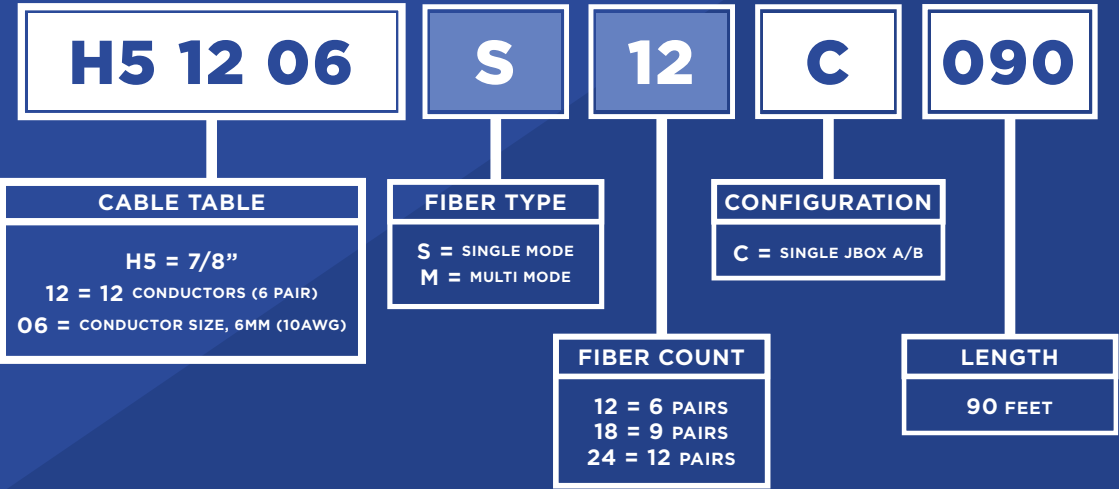 H5 12 06 S 12 C 090
CABLE TABLE
H5 = 7/8”
12 = 12 CONDUCTORS (6 PAIR)
06 = CONDUCTOR SIZE, 6MM (10AWG)
FIBER TYPE
S = SINGLE MODE
M = MULTI MODE
CONFIGURATION
C = SINGLE JBOX A/B
FIBER COUNT
12 = 6 PAIRS
18 = 9 PAIRS
24 = 12 PAIRS
LENGTH
90 FEET